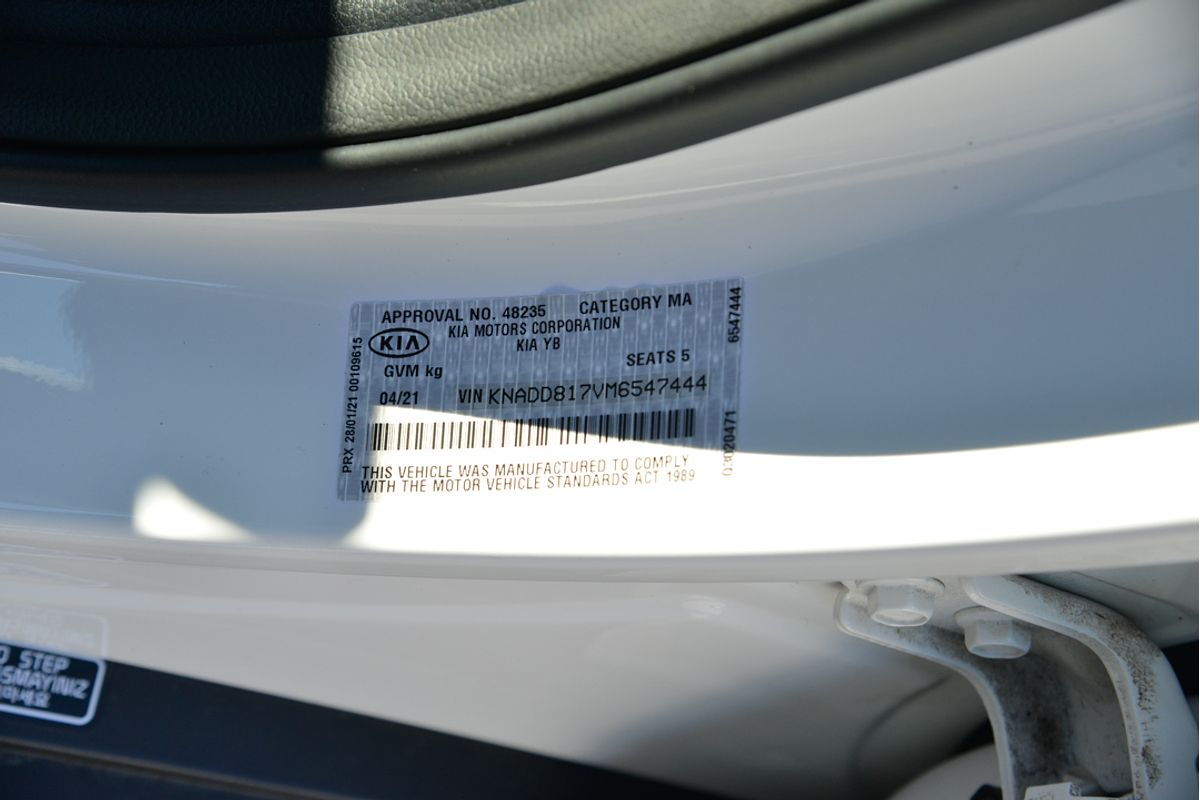 APPROVAL NO. 48235 CATEGORY MA
KIA MOTORS CORPORATION
KIA
KIA YB
SEATS 5
GVM kg
04/21 VIN KNADD817VM6547444
THIS VEHICLE WAS MANUFACTURED TO COMPLY
WITH THE MOTOR VEHICLE STANDARDS ACT 1989
PRX 28/01/21 00109615
6547444
Q3020471
STEP